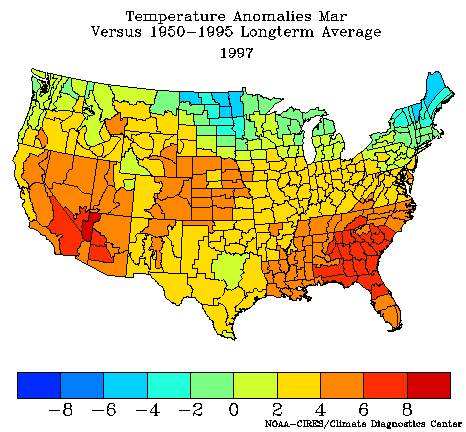 Temperature Anomalies Mar
Versus 1950-1995 Longterm Average
1997
-8 -6 -4 -2 0 2 4 6 8
NOAA-CIRES/Climate Diagnostics Center